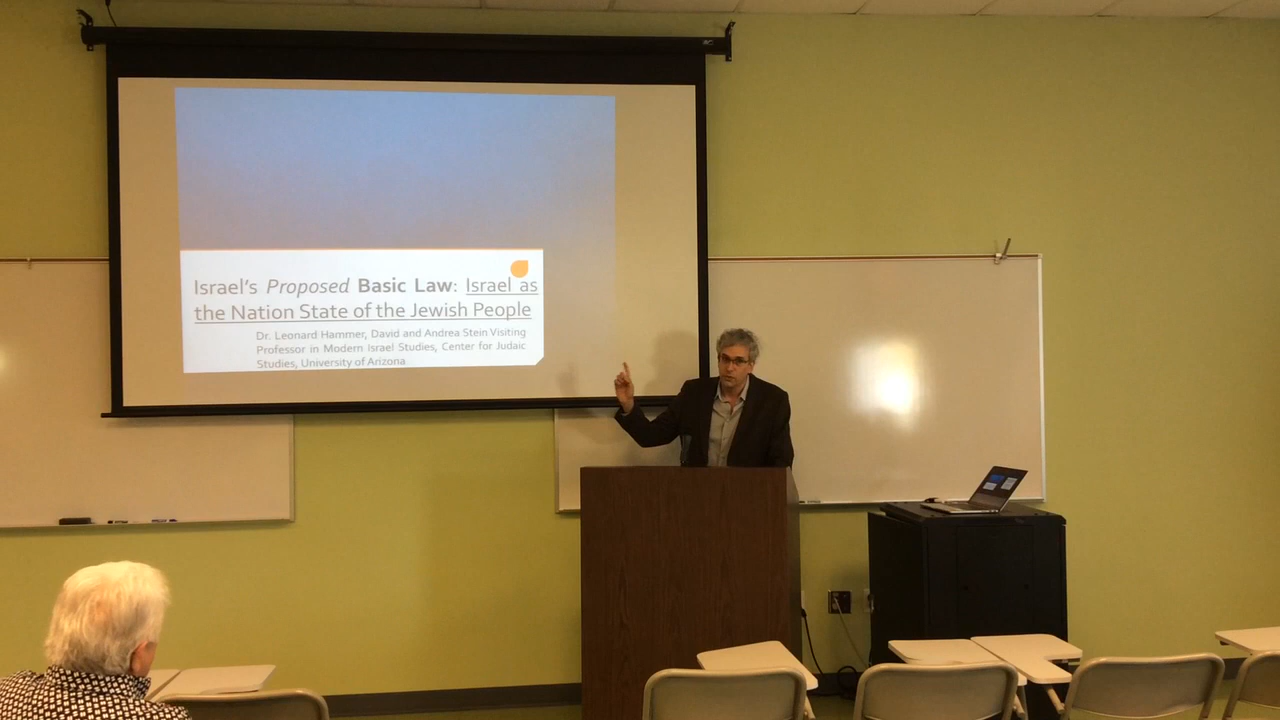 Israel's Proposed Basic Law: Israel as
the Nation State of the Jewish People
Dr. Leonard Hammer, David and Andrea Stein Visiting
Professor in Modern Israel Studies, Center for Judaic
Studies, University of Arizona